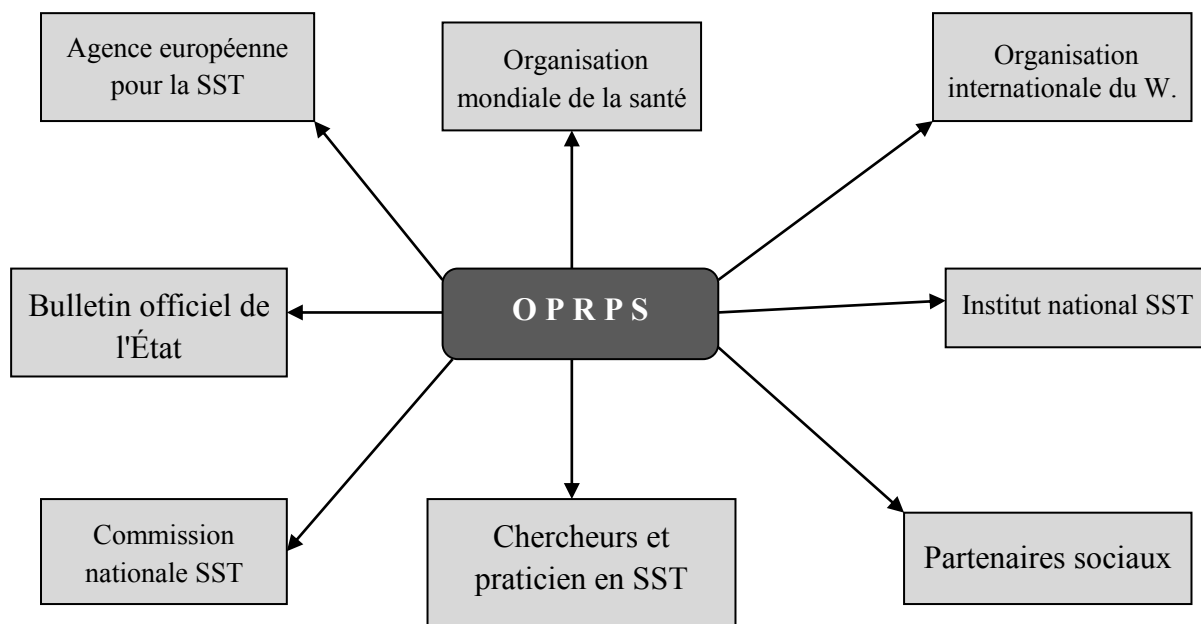 Agence européenne
pour la SST
Organisation
mondiale de la santé
Organisation
internationale du W.
Bulletin officiel de
l'État
O P R P S
Institut national SST
Commission
nationale SST
Chercheurs et
praticien en SST
Partenaires sociaux